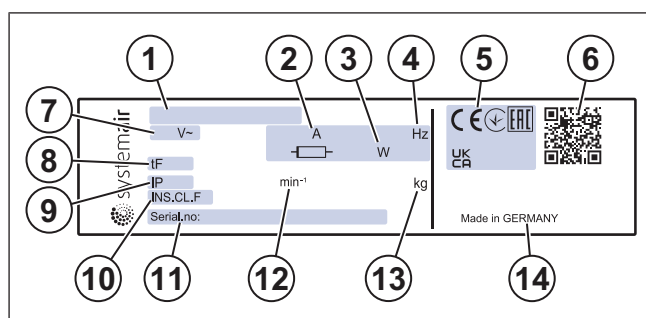 1 2 3 4 5 6
7 8 9 10 11 12 13 14
systemair
V~ A Hz
W
tF
IP min⁻¹ kg
INS.CL.F
Serial.no:
CE EAC
UK
CA
Made in GERMANY